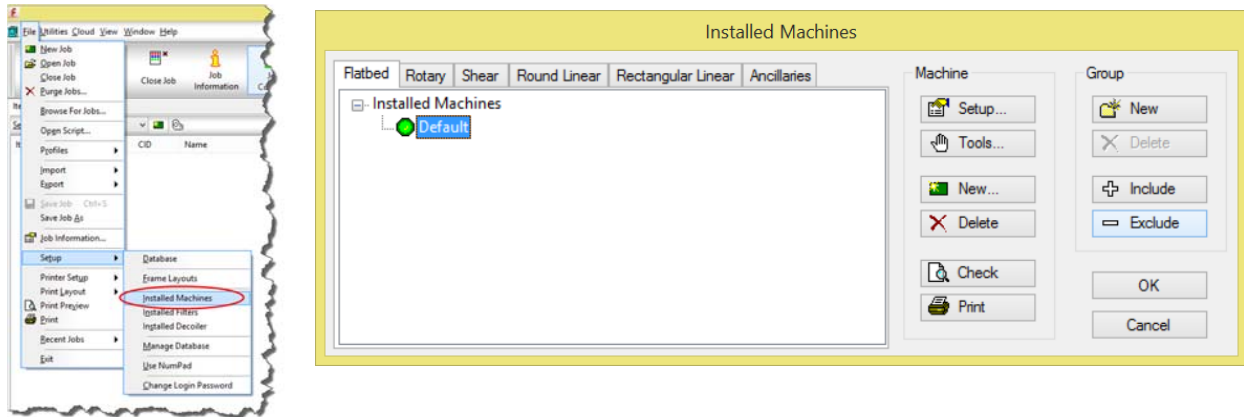 File Utilities Cloud View Window Help
New Job
Open Job
Close Job
Purge Jobs...
Browse For Jobs...
Open Script...
Profiles
Import
Export
Save Job Ctrl+S
Save Job As
Job Information...
Setup
Printer Setup
Print Layout
Print Preview
Print
Recent Jobs
Exit
Close Job
Job
Information
CID Name
Database
Frame Layouts
Installed Machines
Installed Filters
Installed Decoiler
Manage Database
Use NumPad
Change Login Password
Installed Machines
Flatbed Rotary Shear Round Linear Rectangular Linear Ancillaries
Installed Machines
Default
Machine
Setup...
Tools...
New...
Delete
Check
Print
Group
New
Delete
Include
Exclude
OK
Cancel